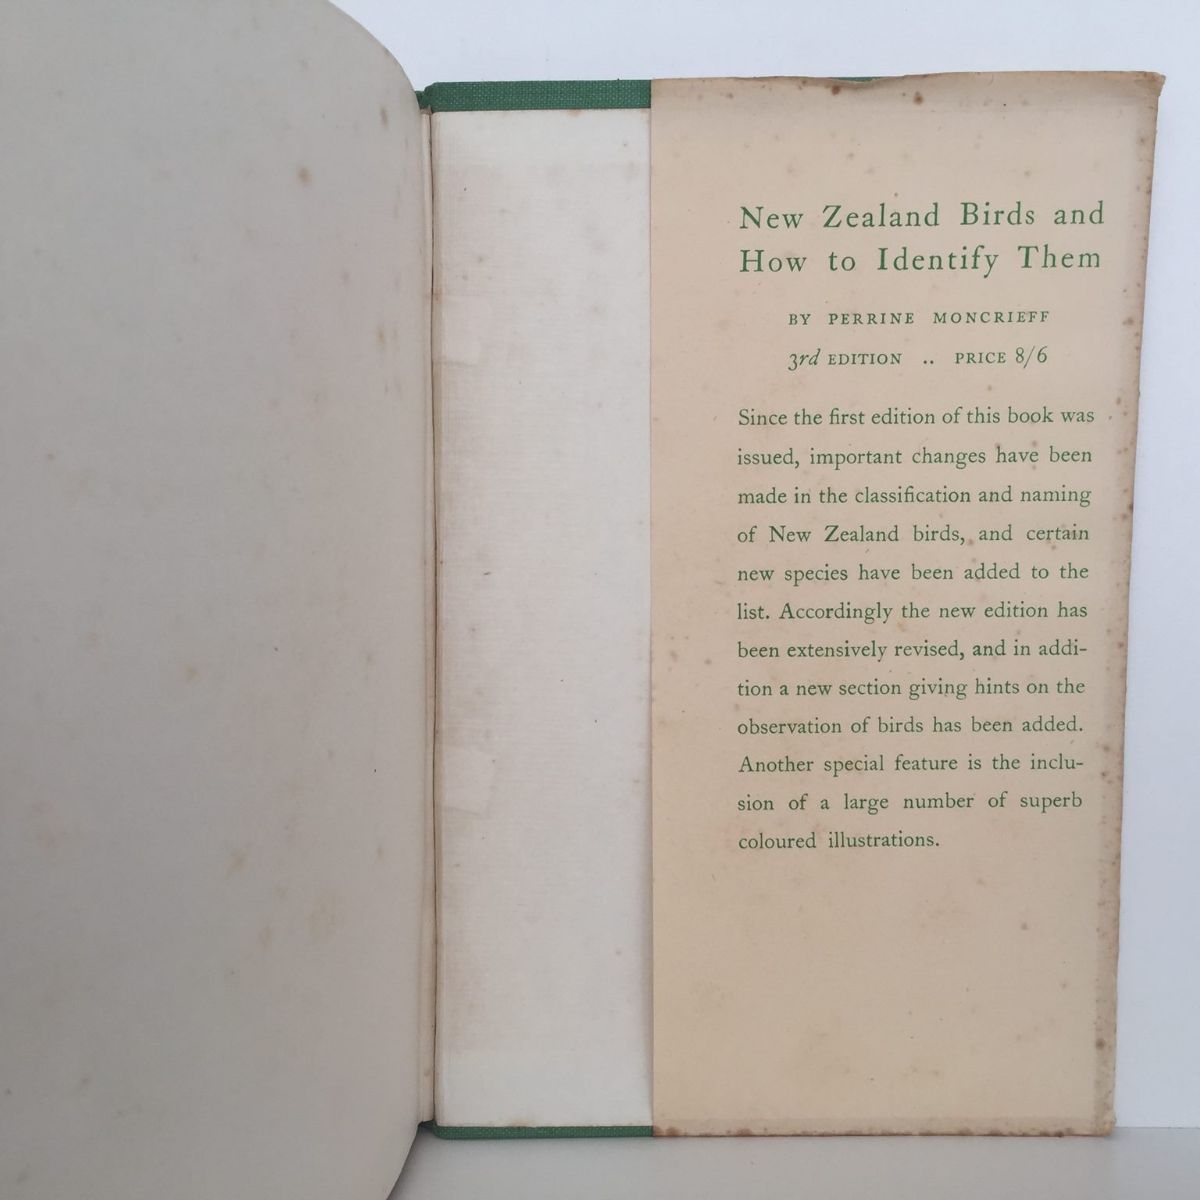 New Zealand Birds and
How to Identify Them
BY PERRINE MONCRIEFF
3rd EDITION .. PRICE 8/6
Since the first edition of this book was
issued, important changes have been
made in the classification and naming
of New Zealand birds, and certain
new species have been added to the
list. Accordingly the new edition has
been extensively revised, and in addi-
tion a new section giving hints on the
observation of birds has been added.
Another special feature is the inclu-
sion of a large number of superb
coloured illustrations.